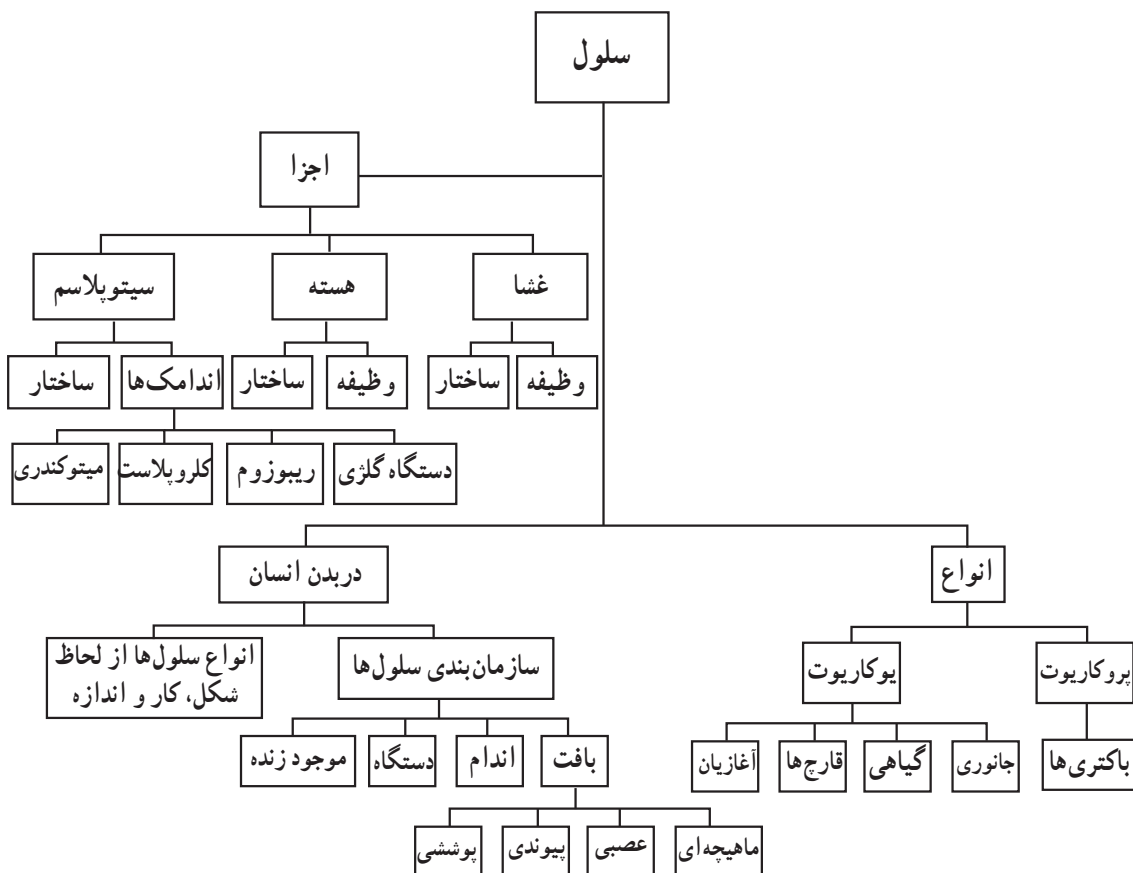 سلول
اجزا
غشا
هسته
سیتوپلاسم
وظیفه
ساختار
وظیفه
ساختار
اندامک‌ها
ساختار
دستگاه گلژی
ریبوزوم
کلروپلاست
میتوکندری
انواع
دربدن انسان
پروکاریوت
یوکاریوت
سازمان‌بندی سلول‌ها
انواع سلول‌ها از لحاظ
شکل، کار و اندازه
باکتری‌ها
جانوری
گیاهی
قارچ‌ها
آغازیان
بافت
اندام
دستگاه
موجود زنده
ماهیچه‌ای
عصبی
پیوندی
پوششی